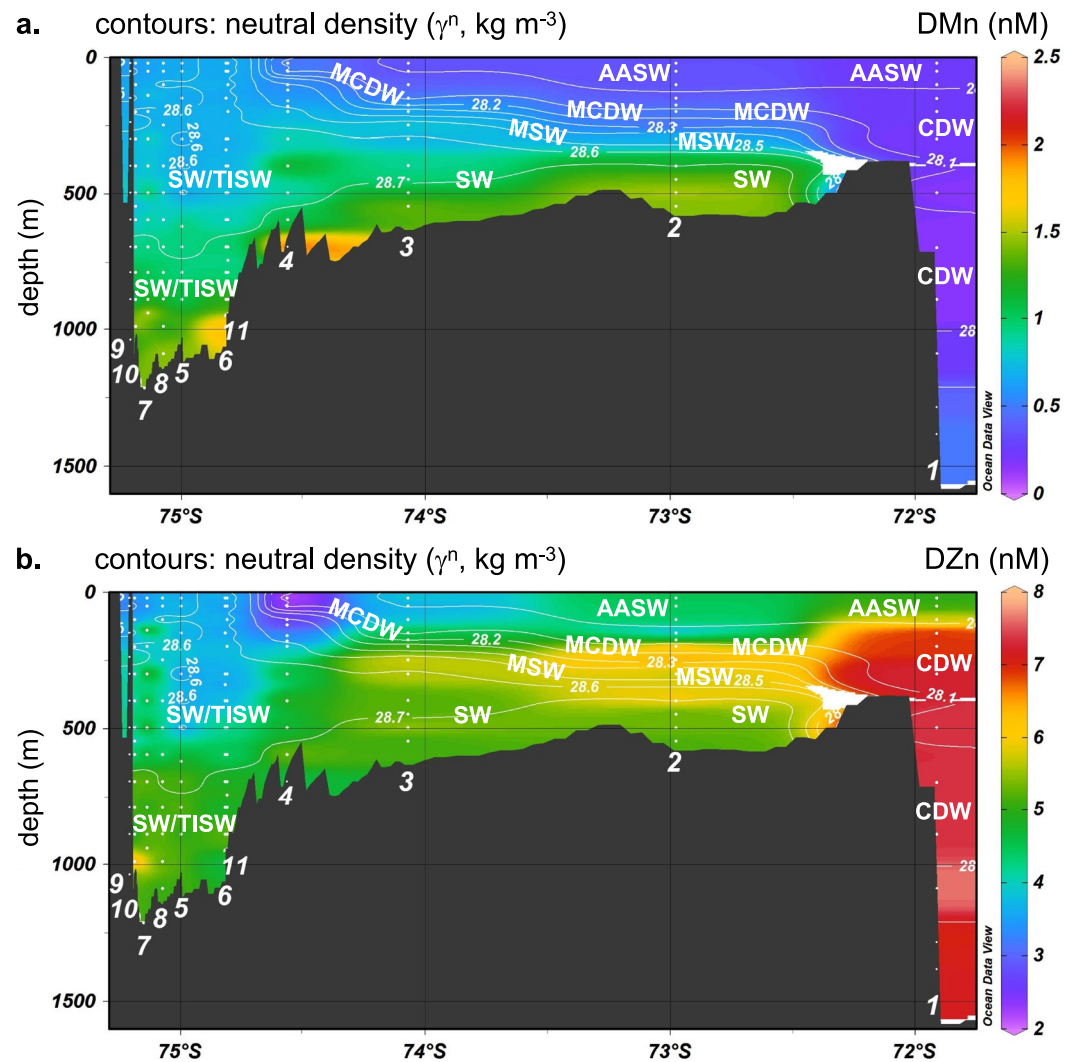 a. contours: neutral density (γⁿ, kg m⁻³) DMn (nM)
0
500
1000
1500
depth (m)
75°S 74°S 73°S 72°S
2.5
2
1.5
1
0.5
0
AASW AASW
MCDW MCDW MCDW
28.2 28.3
MSW MSW 28.5
28.6 28.6 28.6 28.6
CDW
28.1
28.7
SW/TISW SW SW
28
4 3 2
CDW
SW/TISW
28
11
9 10 8 5 6
7
1
Ocean Data View
b. contours: neutral density (γⁿ, kg m⁻³) DZn (nM)
0
500
1000
1500
depth (m)
75°S 74°S 73°S 72°S
8
7
6
5
4
3
2
AASW AASW
MCDW MCDW MCDW
28.2 28.3
MSW MSW 28.5
28.6 28.6 28.6
CDW
28.1
28.7
SW/TISW SW SW
28
4 3 2
CDW
SW/TISW
28
11
9 10 8 5 6
7
1
Ocean Data View